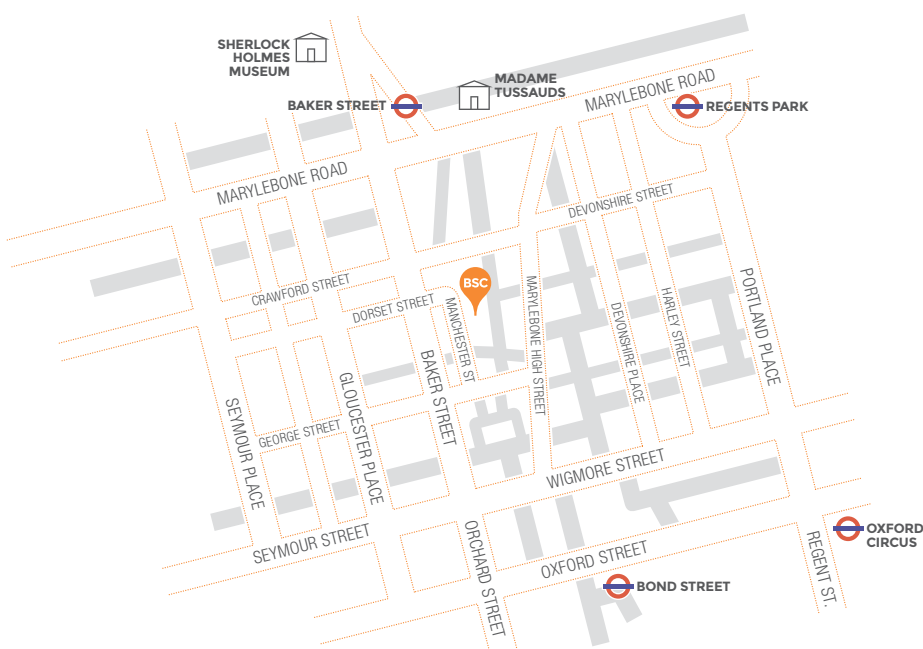 SHERLOCK
HOLMES
MUSEUM
MADAME
TUSSAUDS
BAKER STREET
MARYLEBONE ROAD
REGENTS PARK
MARYLEBONE ROAD
DEVONSHIRE STREET
CRAWFORD STREET
DORSET STREET
BSC
MANCHESTER ST
MARYLEBONE HIGH STREET
DEVONSHIRE PLACE
HARLEY STREET
PORTLAND PLACE
BAKER STREET
GLOUCESTER PLACE
SEYMOUR PLACE
GEORGE STREET
WIGMORE STREET
SEYMOUR STREET
ORCHARD STREET
OXFORD STREET
REGENT ST.
OXFORD
CIRCUS
BOND STREET